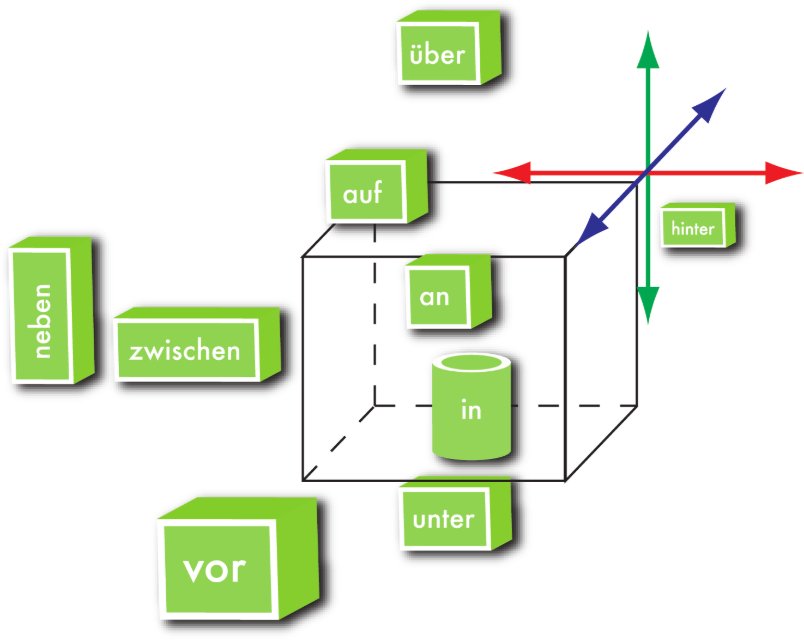 über
auf
hinter
an
neben
zwischen
in
unter
vor